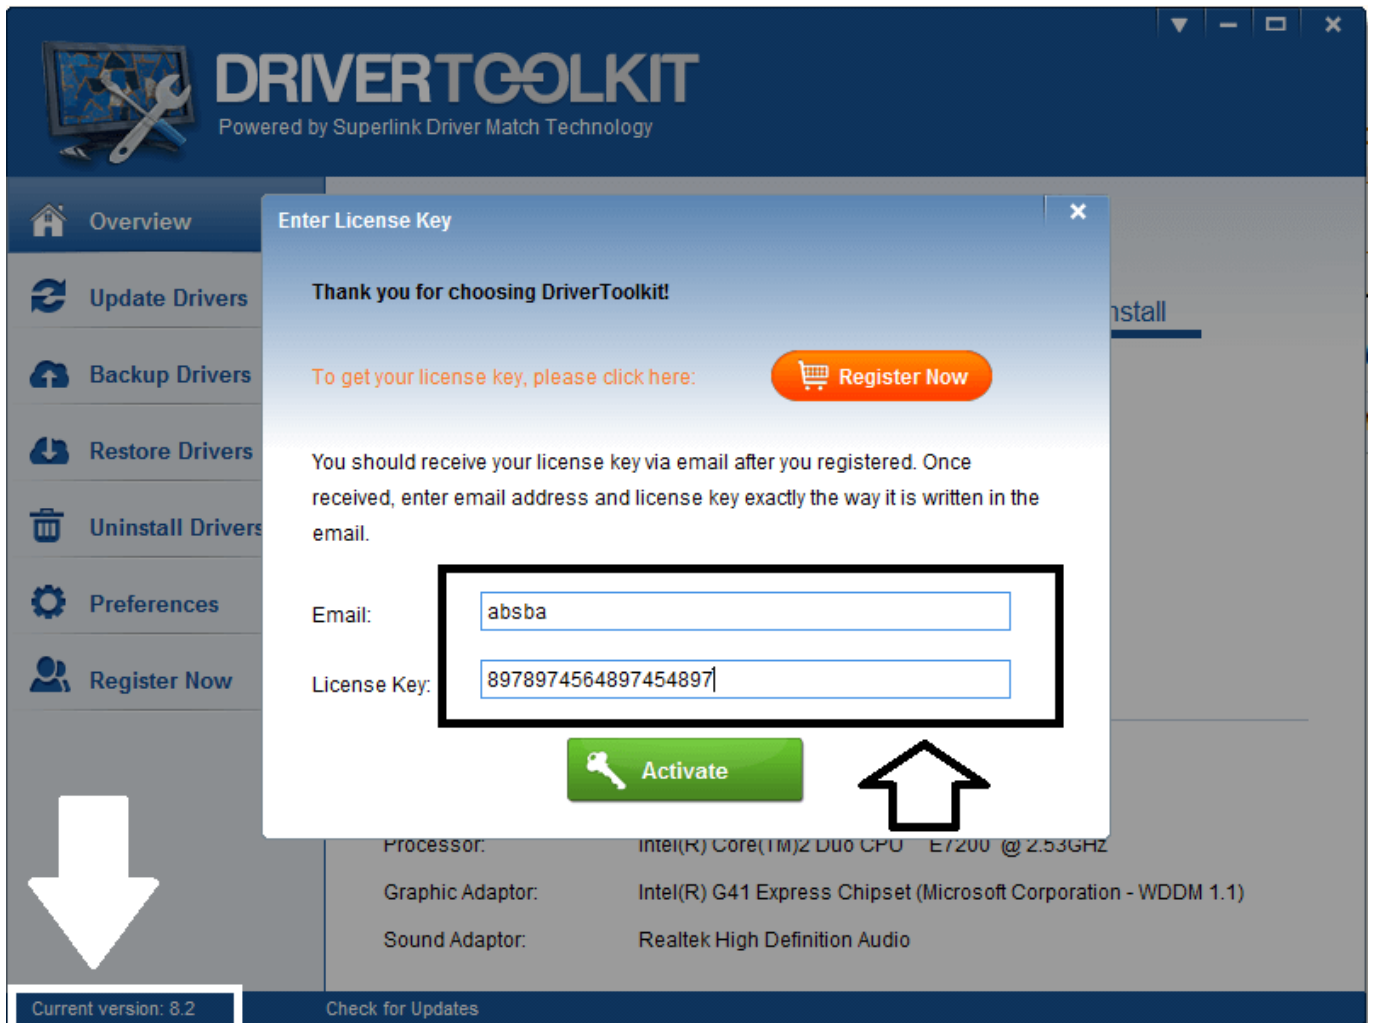 DRIVERTOOLKIT
Powered by Superlink Driver Match Technology
Overview
Update Drivers
Backup Drivers
Restore Drivers
Uninstall Drivers
Preferences
Register Now
Enter License Key
Thank you for choosing DriverToolkit!
To get your license key, please click here:
Register Now
You should receive your license key via email after you registered. Once
received, enter email address and license key exactly the way it is written in the
email.
Email:
absba
License Key:
8978974564897454897
Activate
nstall
Processor:
Intel(R) Core(TM)2 Duo CPU E7200 @ 2.53GHz
Graphic Adaptor:
Intel(R) G41 Express Chipset (Microsoft Corporation - WDDM 1.1)
Sound Adaptor:
Realtek High Definition Audio
Current version: 8.2
Check for Updates